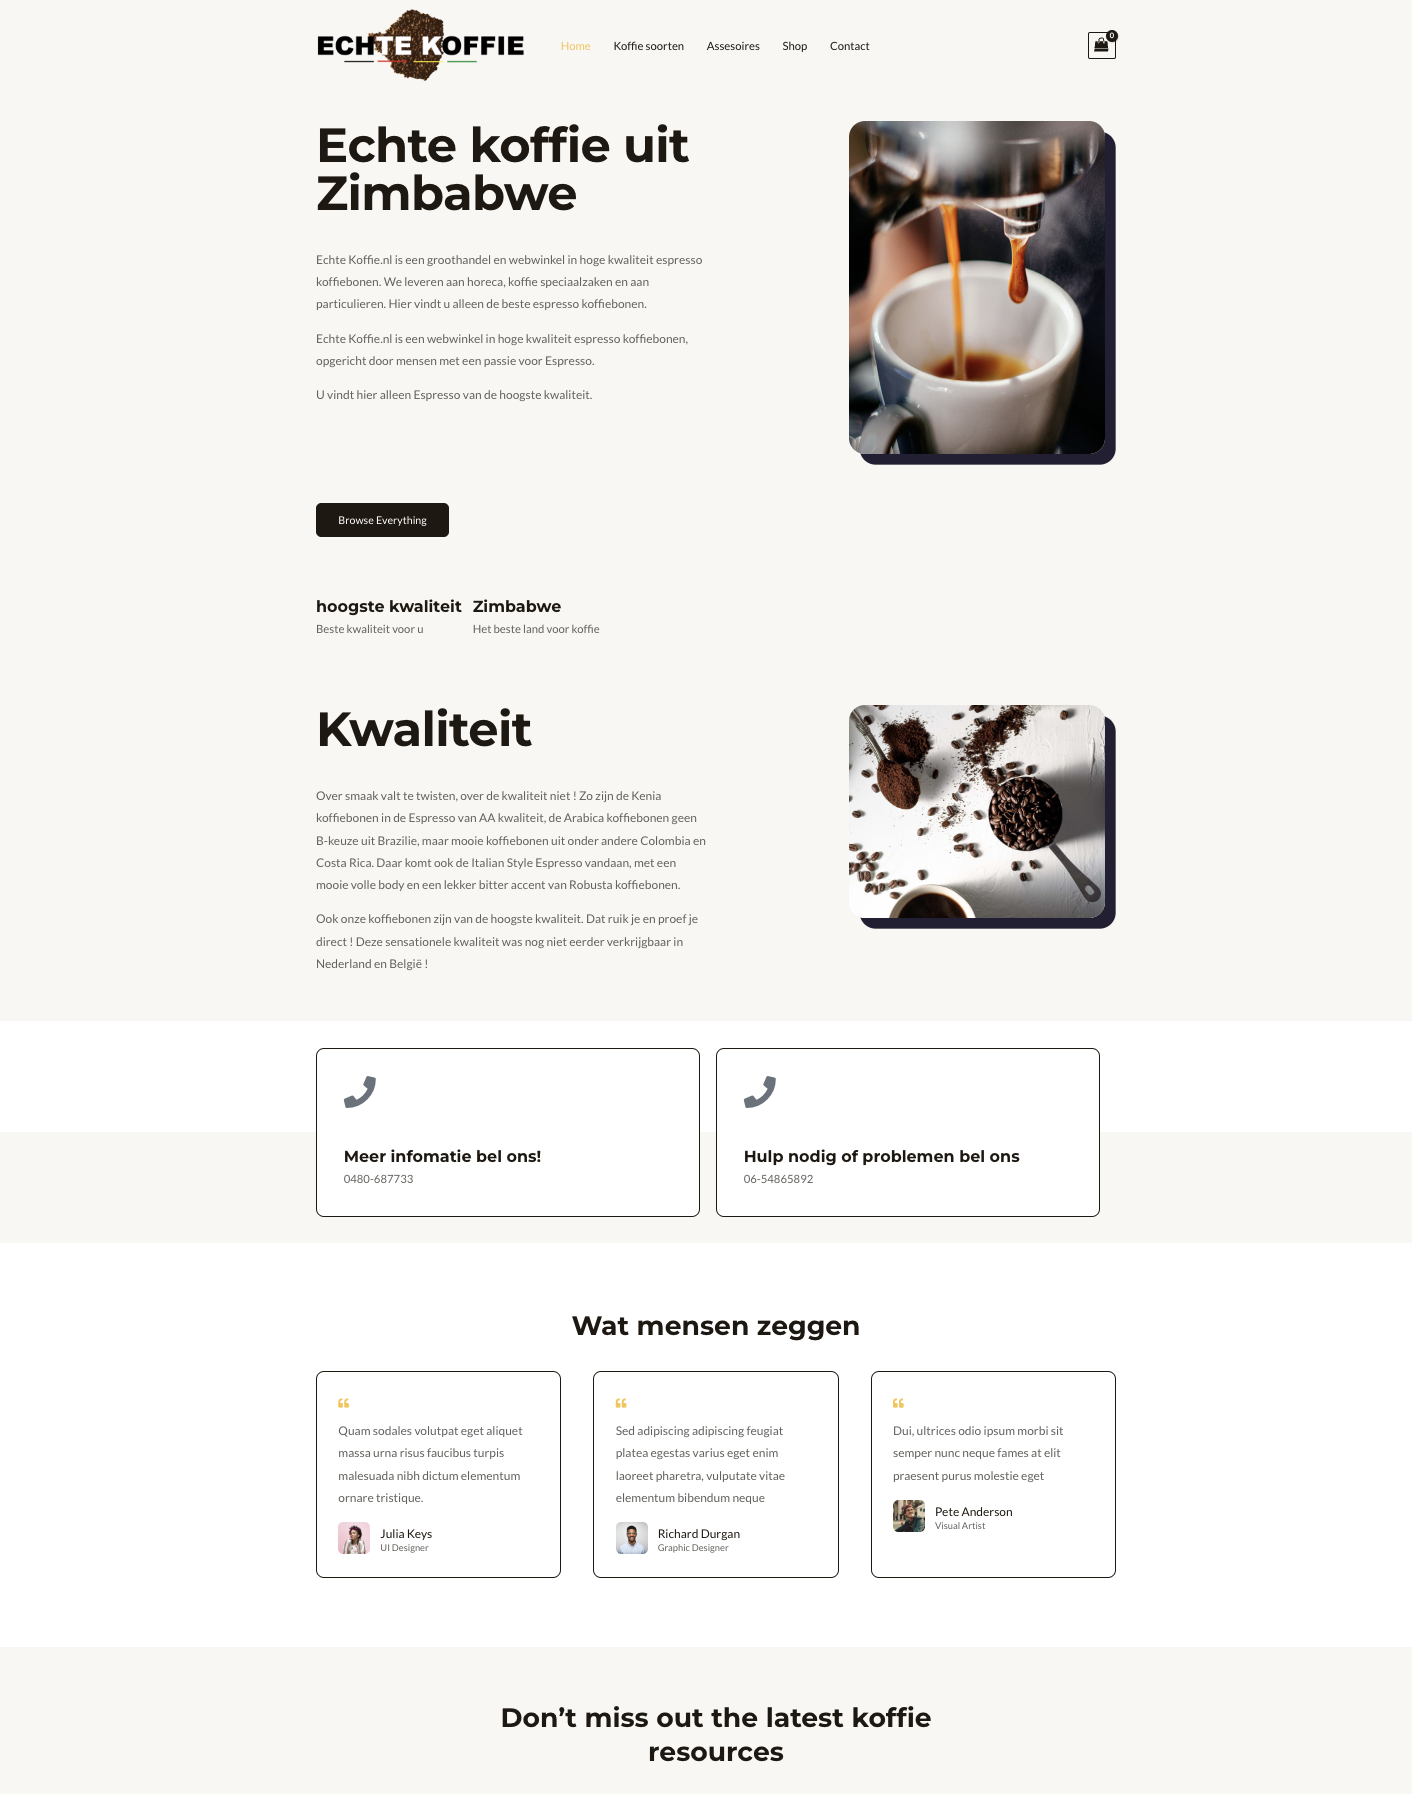 ECHTE KOFFIE
Home Koffie soorten Assesoires Shop Contact
0
Echte koffie uit
Zimbabwe
Echte Koffie.nl is een groothandel en webwinkel in hoge kwaliteit espresso
koffiebonen. We leveren aan horeca, koffie speciaalzaken en aan
particulieren. Hier vindt u alleen de beste espresso koffiebonen.
Echte Koffie.nl is een webwinkel in hoge kwaliteit espresso koffiebonen,
opgericht door mensen met een passie voor Espresso.
U vindt hier alleen Espresso van de hoogste kwaliteit.
Browse Everything
hoogste kwaliteit
Beste kwaliteit voor u
Zimbabwe
Het beste land voor koffie
Kwaliteit
Over smaak valt te twisten, over de kwaliteit niet ! Zo zijn de Kenia
koffiebonen in de Espresso van AA kwaliteit, de Arabica koffiebonen geen
B-keuze uit Brazilie, maar mooie koffiebonen uit onder andere Colombia en
Costa Rica. Daar komt ook de Italian Style Espresso vandaan, met een
mooie volle body en een lekker bitter accent van Robusta koffiebonen.
Ook onze koffiebonen zijn van de hoogste kwaliteit. Dat ruik je en proef je
direct ! Deze sensationele kwaliteit was nog niet eerder verkrijgbaar in
Nederland en België !
Meer infomatie bel ons!
0480-687733
Hulp nodig of problemen bel ons
06-54865892
Wat mensen zeggen
Quam sodales volutpat eget aliquet
massa urna risus faucibus turpis
malesuada nibh dictum elementum
ornare tristique.
Julia Keys
UI Designer
Sed adipiscing adipiscing feugiat
platea egestas varius eget enim
laoreet pharetra, vulputate vitae
elementum bibendum neque
Richard Durgan
Graphic Designer
Dui, ultrices odio ipsum morbi sit
semper nunc neque fames at elit
praesent purus molestie eget
Pete Anderson
Visual Artist
Don’t miss out the latest koffie
resources